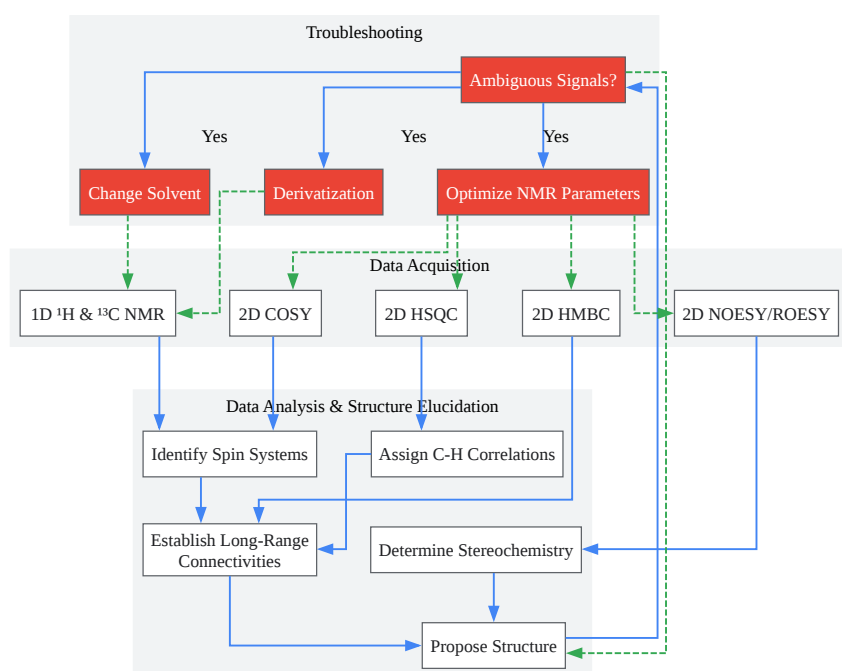 Troubleshooting
Ambiguous Signals?
Yes
Yes
Yes
Change Solvent
Derivatization
Optimize NMR Parameters
Data Acquisition
1D ¹H & ¹³C NMR
2D COSY
2D HSQC
2D HMBC
2D NOESY/ROESY
Data Analysis & Structure Elucidation
Identify Spin Systems
Assign C-H Correlations
Establish Long-Range
Connectivities
Determine Stereochemistry
Propose Structure